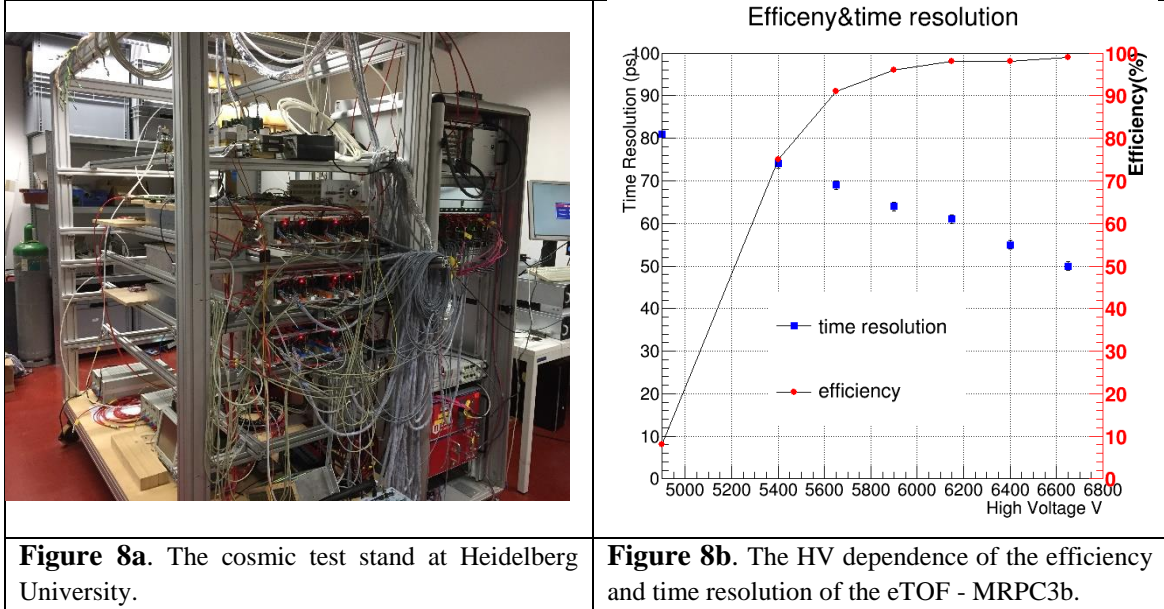 Efficeny&time resolution
Time Resolution (ps)
100
90
80
70
60
50
40
30
20
10
0
100
90
80
70
60
50
40
30
20
10
0
Efficiency(%)
time resolution
efficiency
5000 5200 5400 5600 5800 6000 6200 6400 6600 6800
High Voltage V
Figure 8a. The cosmic test stand at Heidelberg
University.
Figure 8b. The HV dependence of the efficiency
and time resolution of the eTOF - MRPC3b.